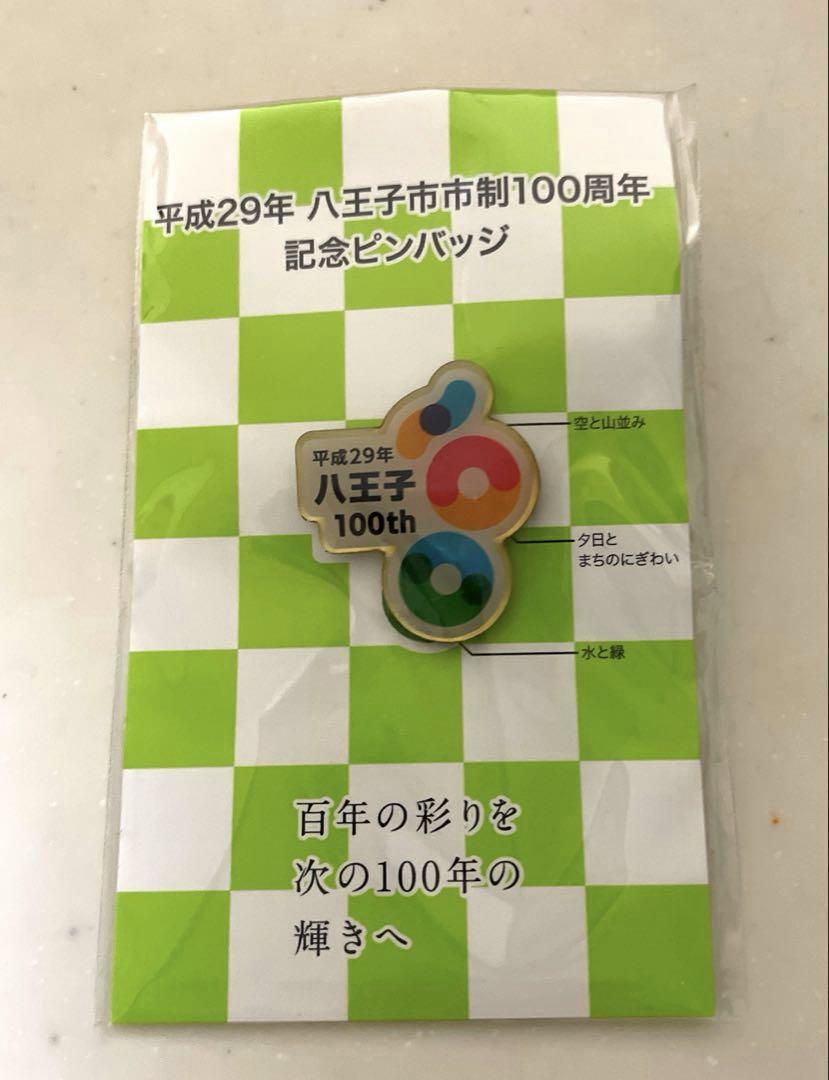 平成29年 八王子市市制100周年
記念ピンバッジ
空と山並み
平成29年
八王子
100th
夕日と
まちのにぎわい
水と緑
百年の彩りを
次の100年の
輝きへ